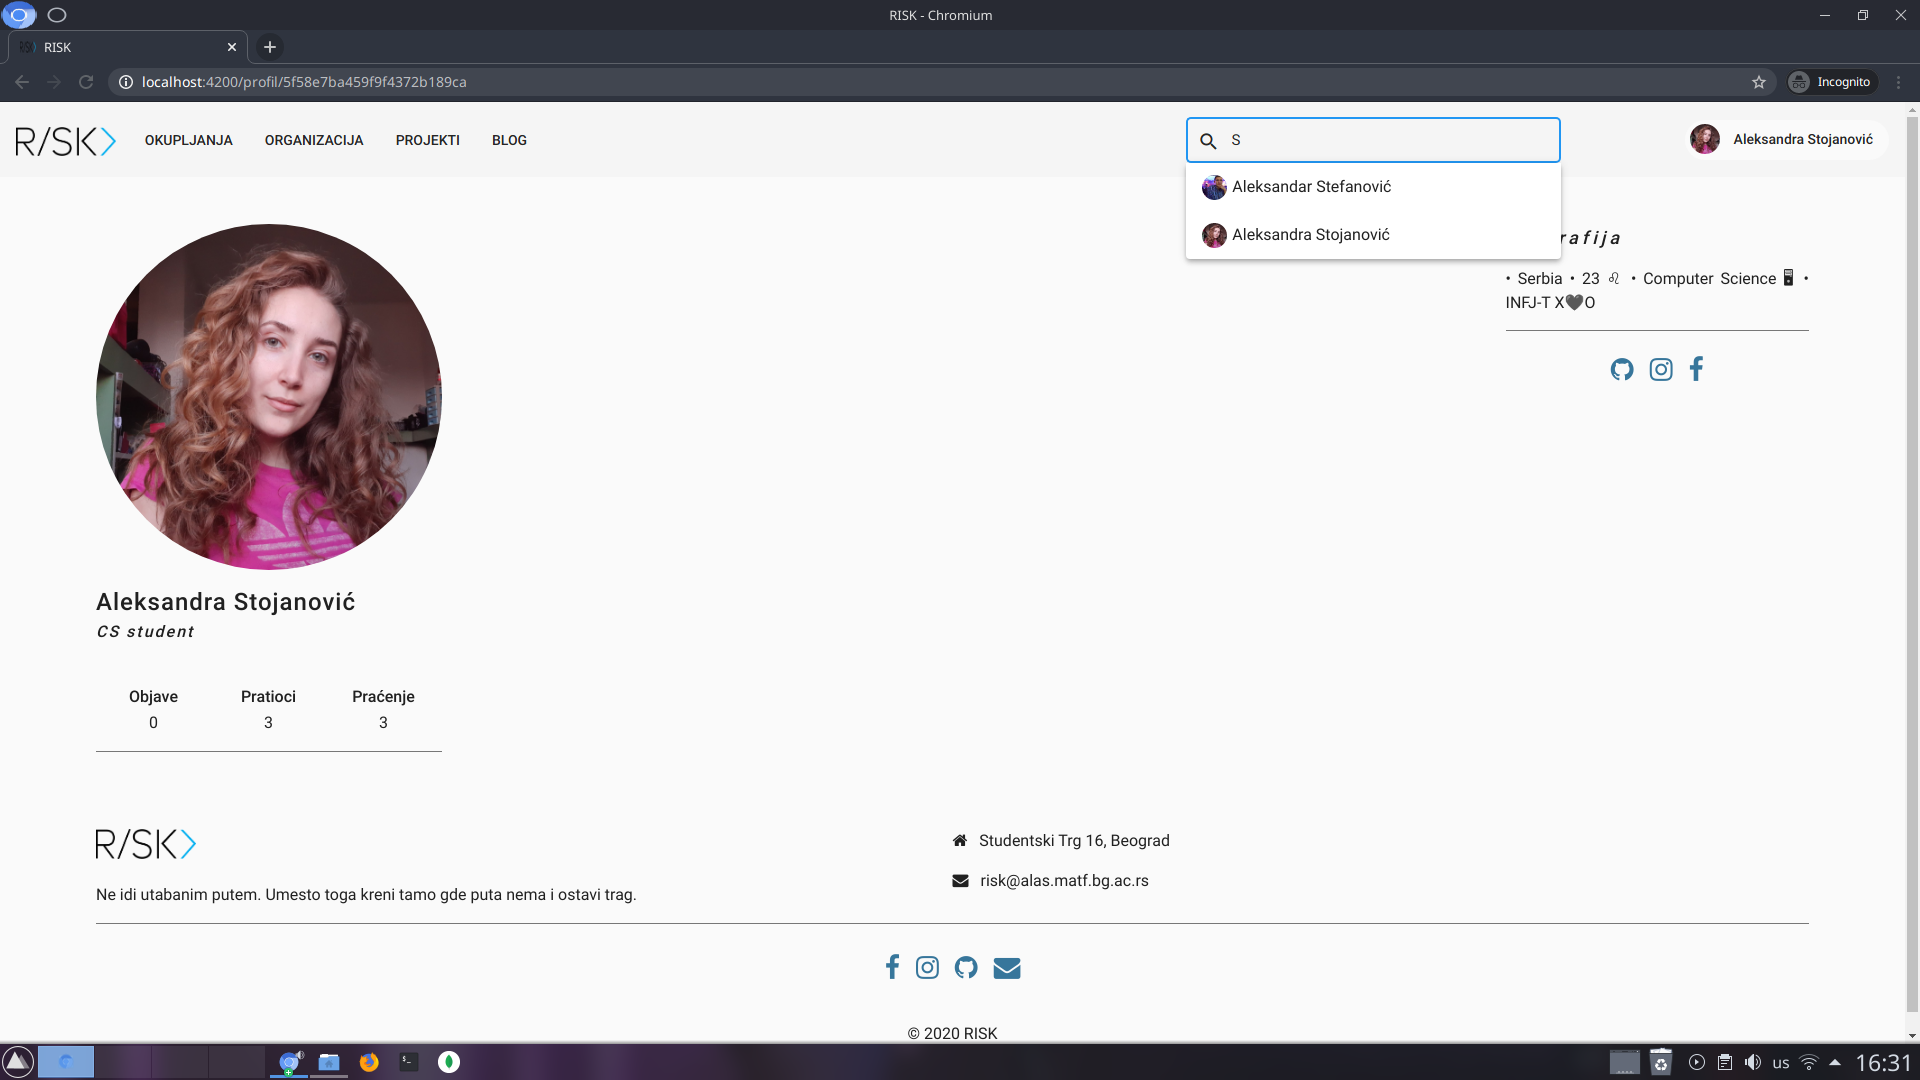 RISK - Chromium
RISK
localhost:4200/profil/5f58e7ba459f9f4372b189ca
Incognito
R/SK>
OKUPLJANJA
ORGANIZACIJA
PROJEKTI
BLOG
S
Aleksandra Stojanović
Aleksandar Stefanović
Aleksandra Stojanović
rafija
• Serbia • 23 ♌ • Computer Science 🖥 •
INFJ-T X🖤O
Aleksandra Stojanović
CS student
Objave
Pratioci
Praćenje
0
3
3
R/SK>
Ne idi utabanim putem. Umesto toga kreni tamo gde puta nema i ostavi trag.
Studentski Trg 16, Beograd
risk@alas.matf.bg.ac.rs
© 2020 RISK
us
16:31